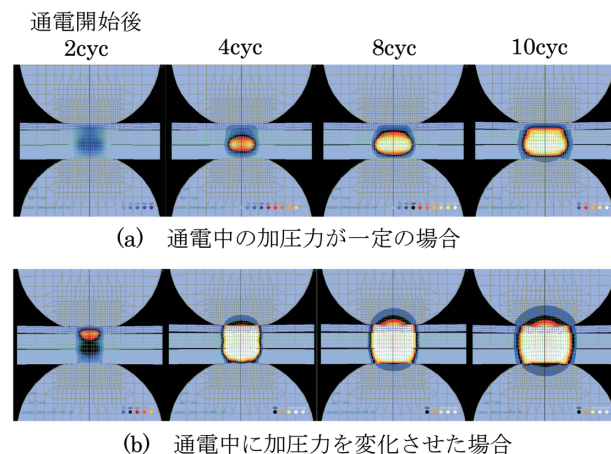 通電開始後
2cyc 4cyc 8cyc 10cyc
(a) 通電中の加圧力が一定の場合
(b) 通電中に加圧力を変化させた場合